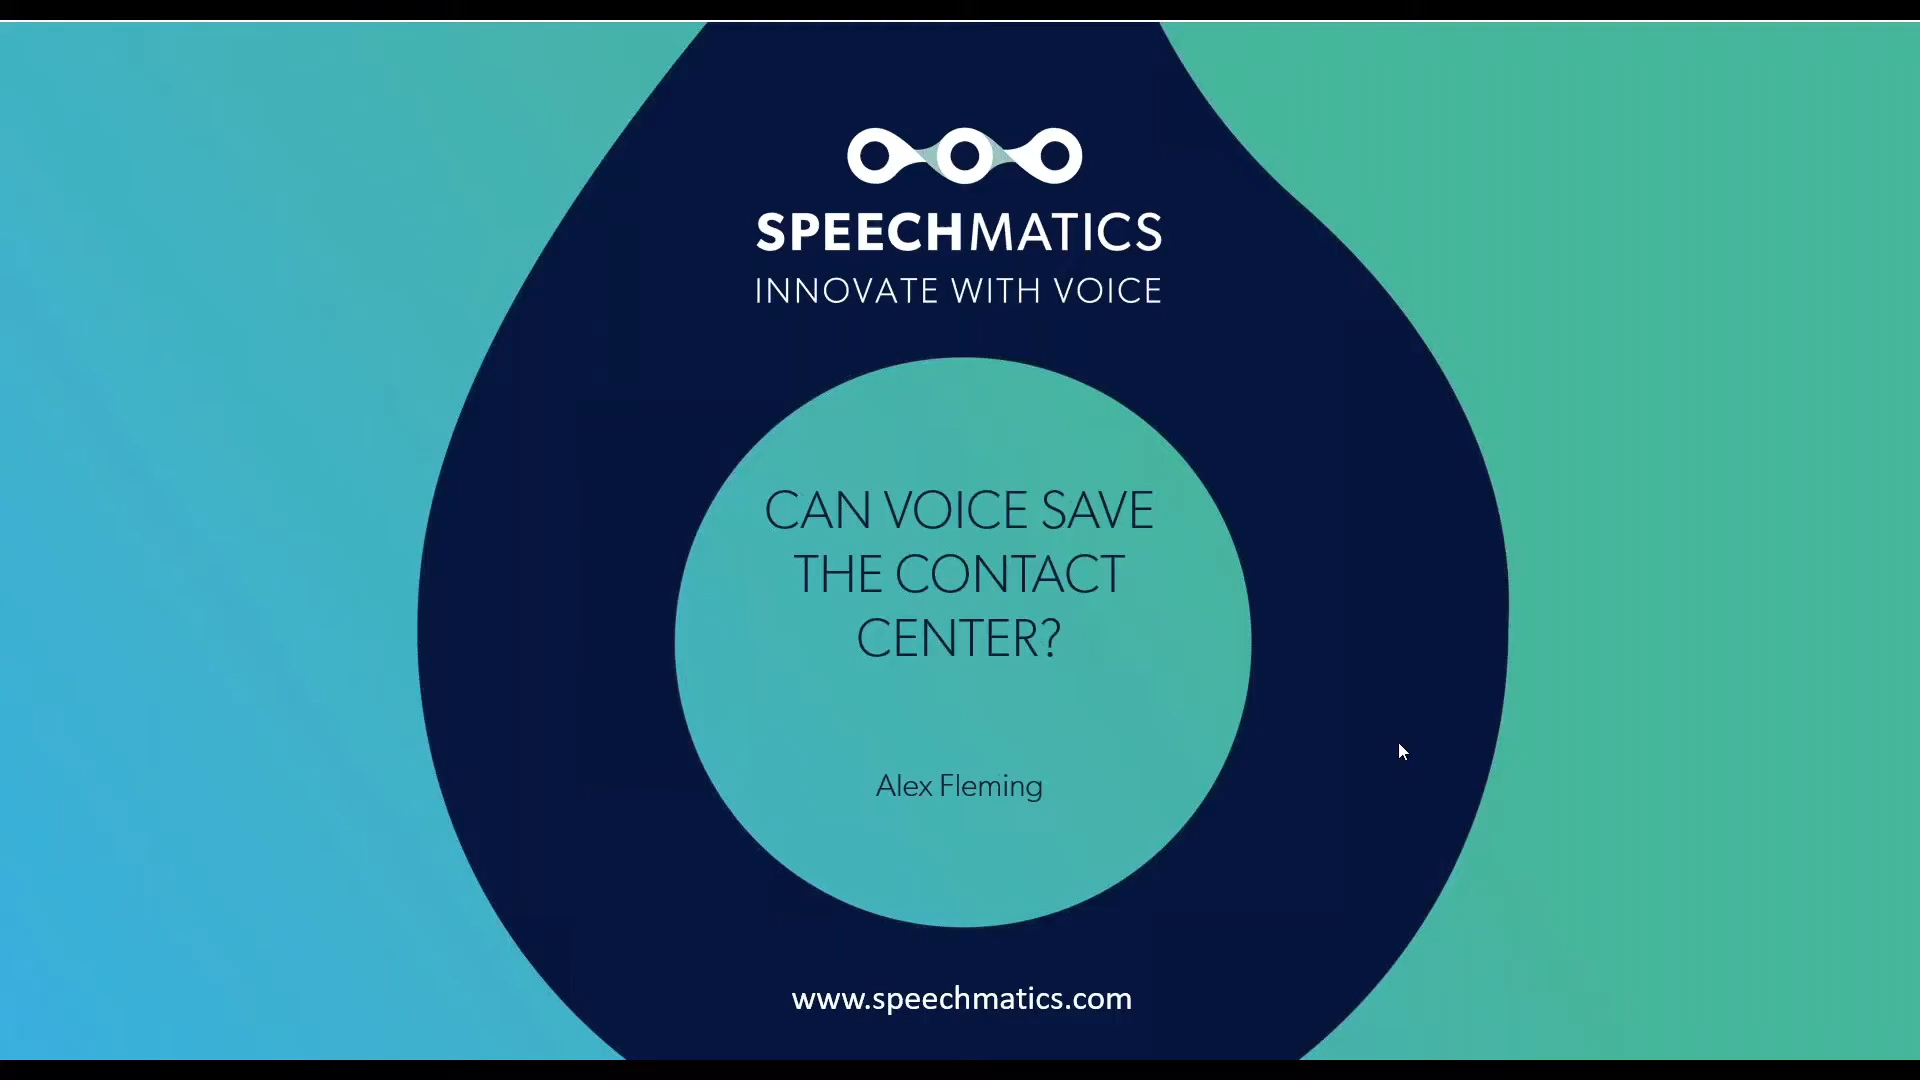 SPEECHMATICS
INNOVATE WITH VOICE
CAN VOICE SAVE
THE CONTACT
CENTER?
Alex Fleming
www.speechmatics.com